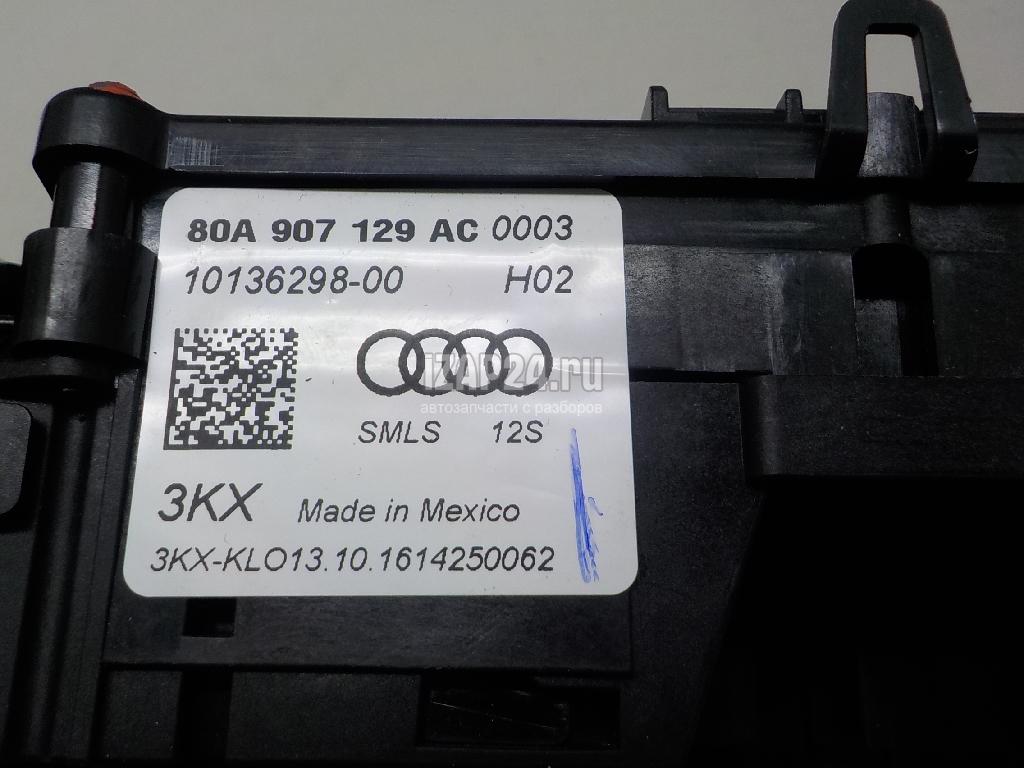 80A 907 129 AC 0003
10136298-00 H02
iZAP24.ru
автозапчасти с разборов
SMLS 12S
3KX Made in Mexico
3KX-KLO13.10.1614250062